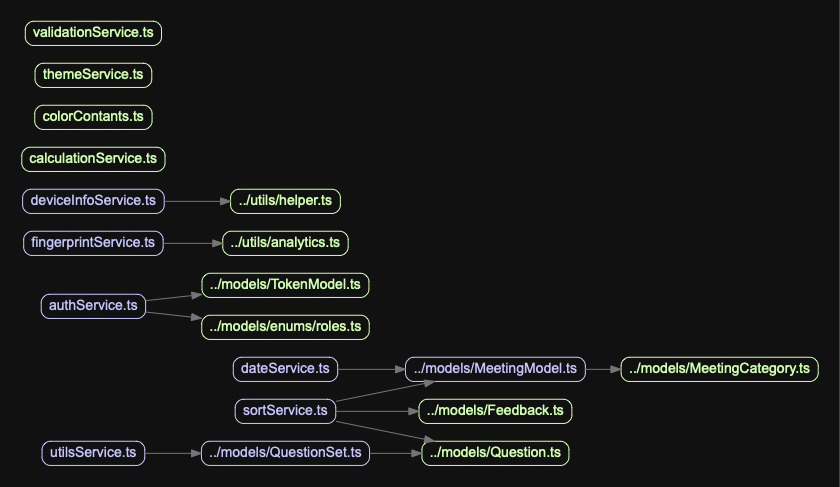 validationService.ts
themeService.ts
colorContants.ts
calculationService.ts
deviceInfoService.ts ../utils/helper.ts
fingerprintService.ts ../utils/analytics.ts
../models/TokenModel.ts
authService.ts
../models/enums/roles.ts
dateService.ts ../models/MeetingModel.ts ../models/MeetingCategory.ts
sortService.ts ../models/Feedback.ts
utilsService.ts ../models/QuestionSet.ts ../models/Question.ts